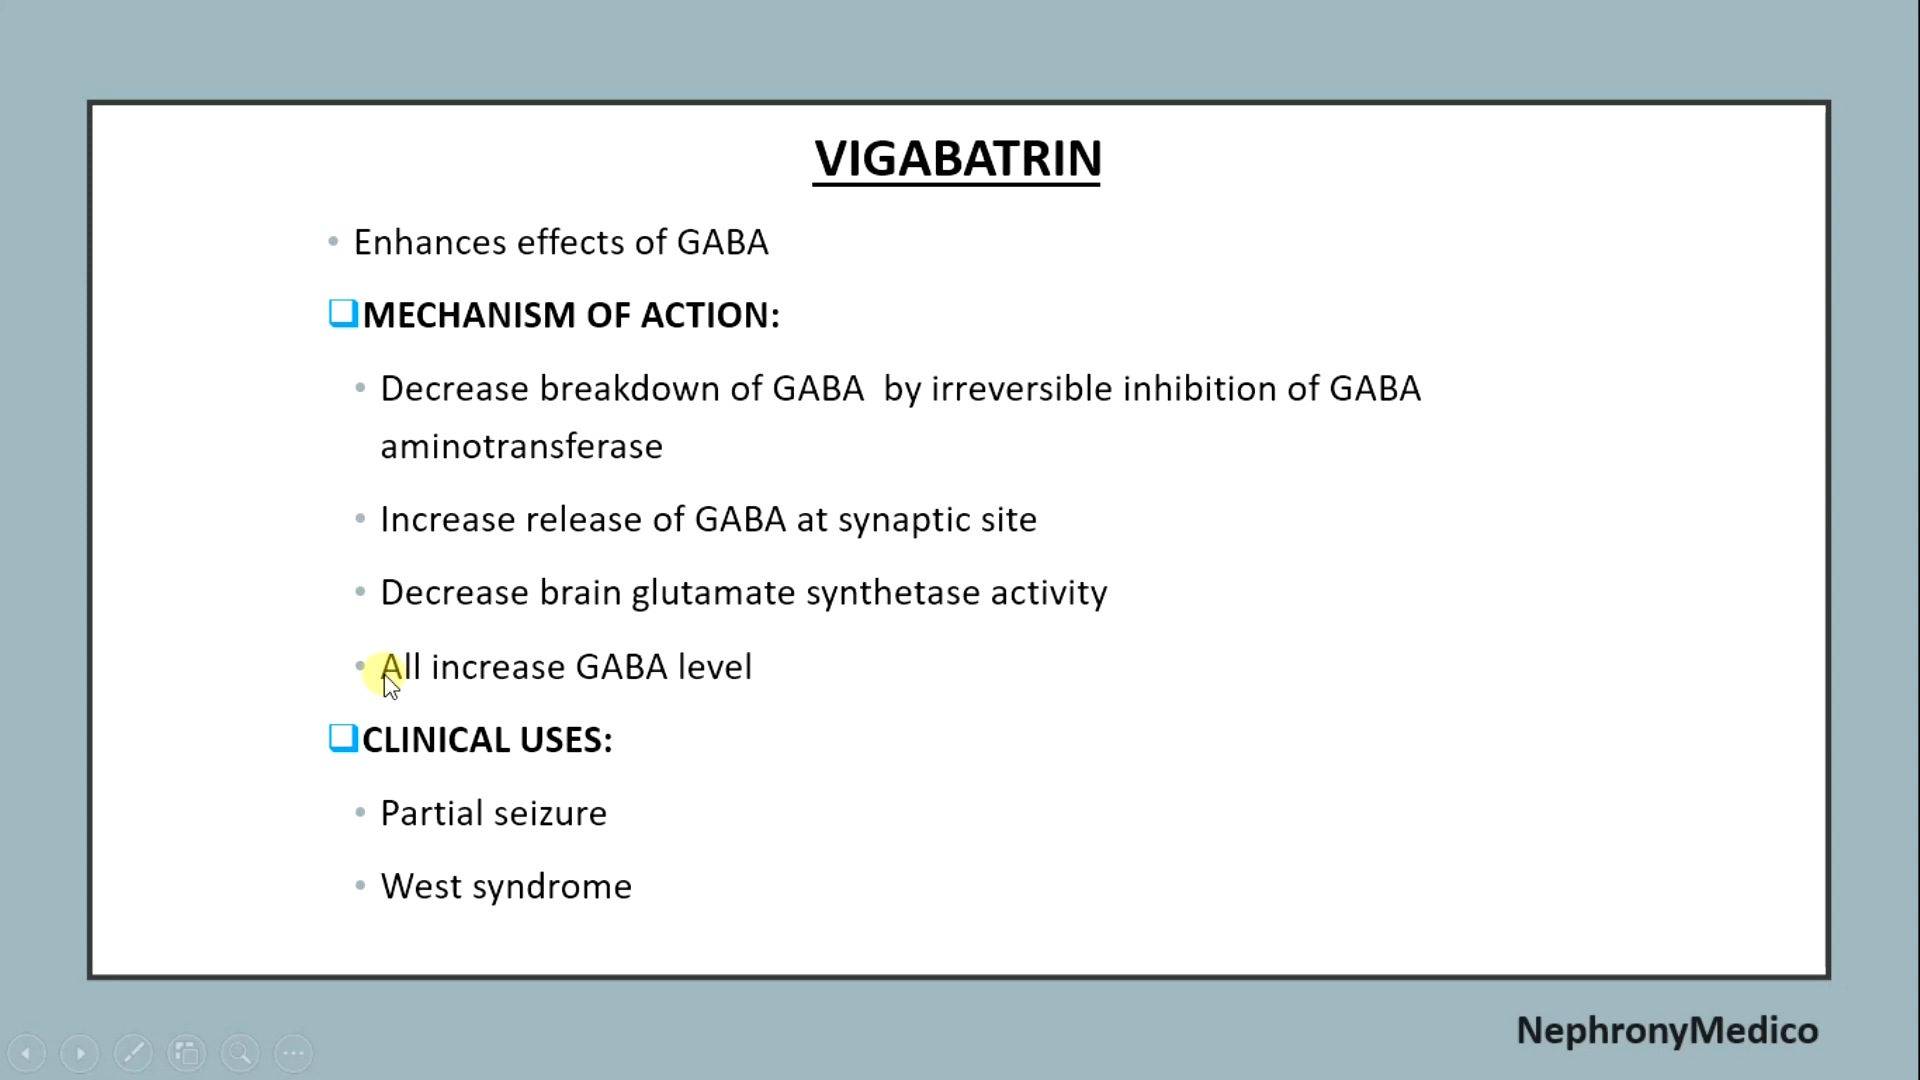 VIGABATRIN
• Enhances effects of GABA
❑MECHANISM OF ACTION:
• Decrease breakdown of GABA  by irreversible inhibition of GABA
aminotransferase
• Increase release of GABA at synaptic site
• Decrease brain glutamate synthetase activity
• All increase GABA level
❑CLINICAL USES:
• Partial seizure
• West syndrome
NephronyMedico